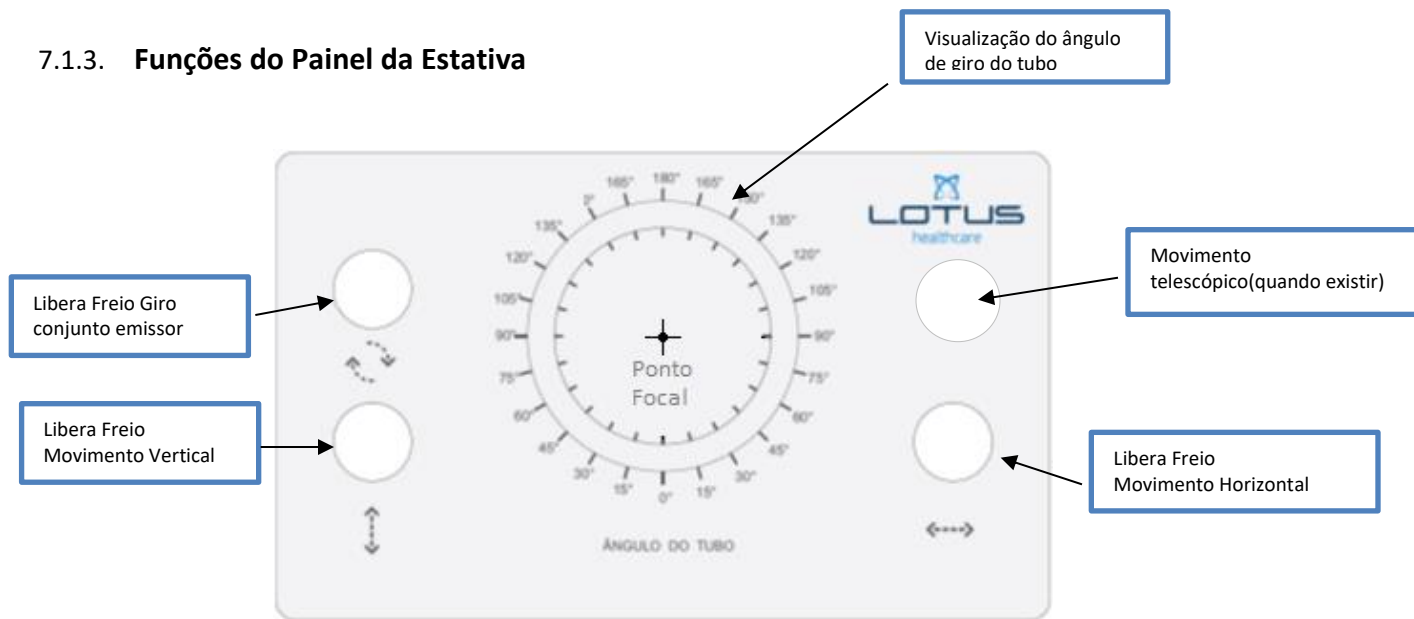 7.1.3. Funções do Painel da Estativa
Visualização do ângulo
de giro do tubo
LOTUS
healthcare
Movimento
telescópico(quando existir)
Libera Freio Giro
conjunto emissor
Libera Freio
Movimento Vertical
Libera Freio
Movimento Horizontal
165° 180° 165°
135° 135°
120° 120°
105° 105°
90° 90°
75° 75°
60° 60°
45° 45°
30° 30°
15° 0° 15°
Ponto
Focal
ÂNGULO DO TUBO